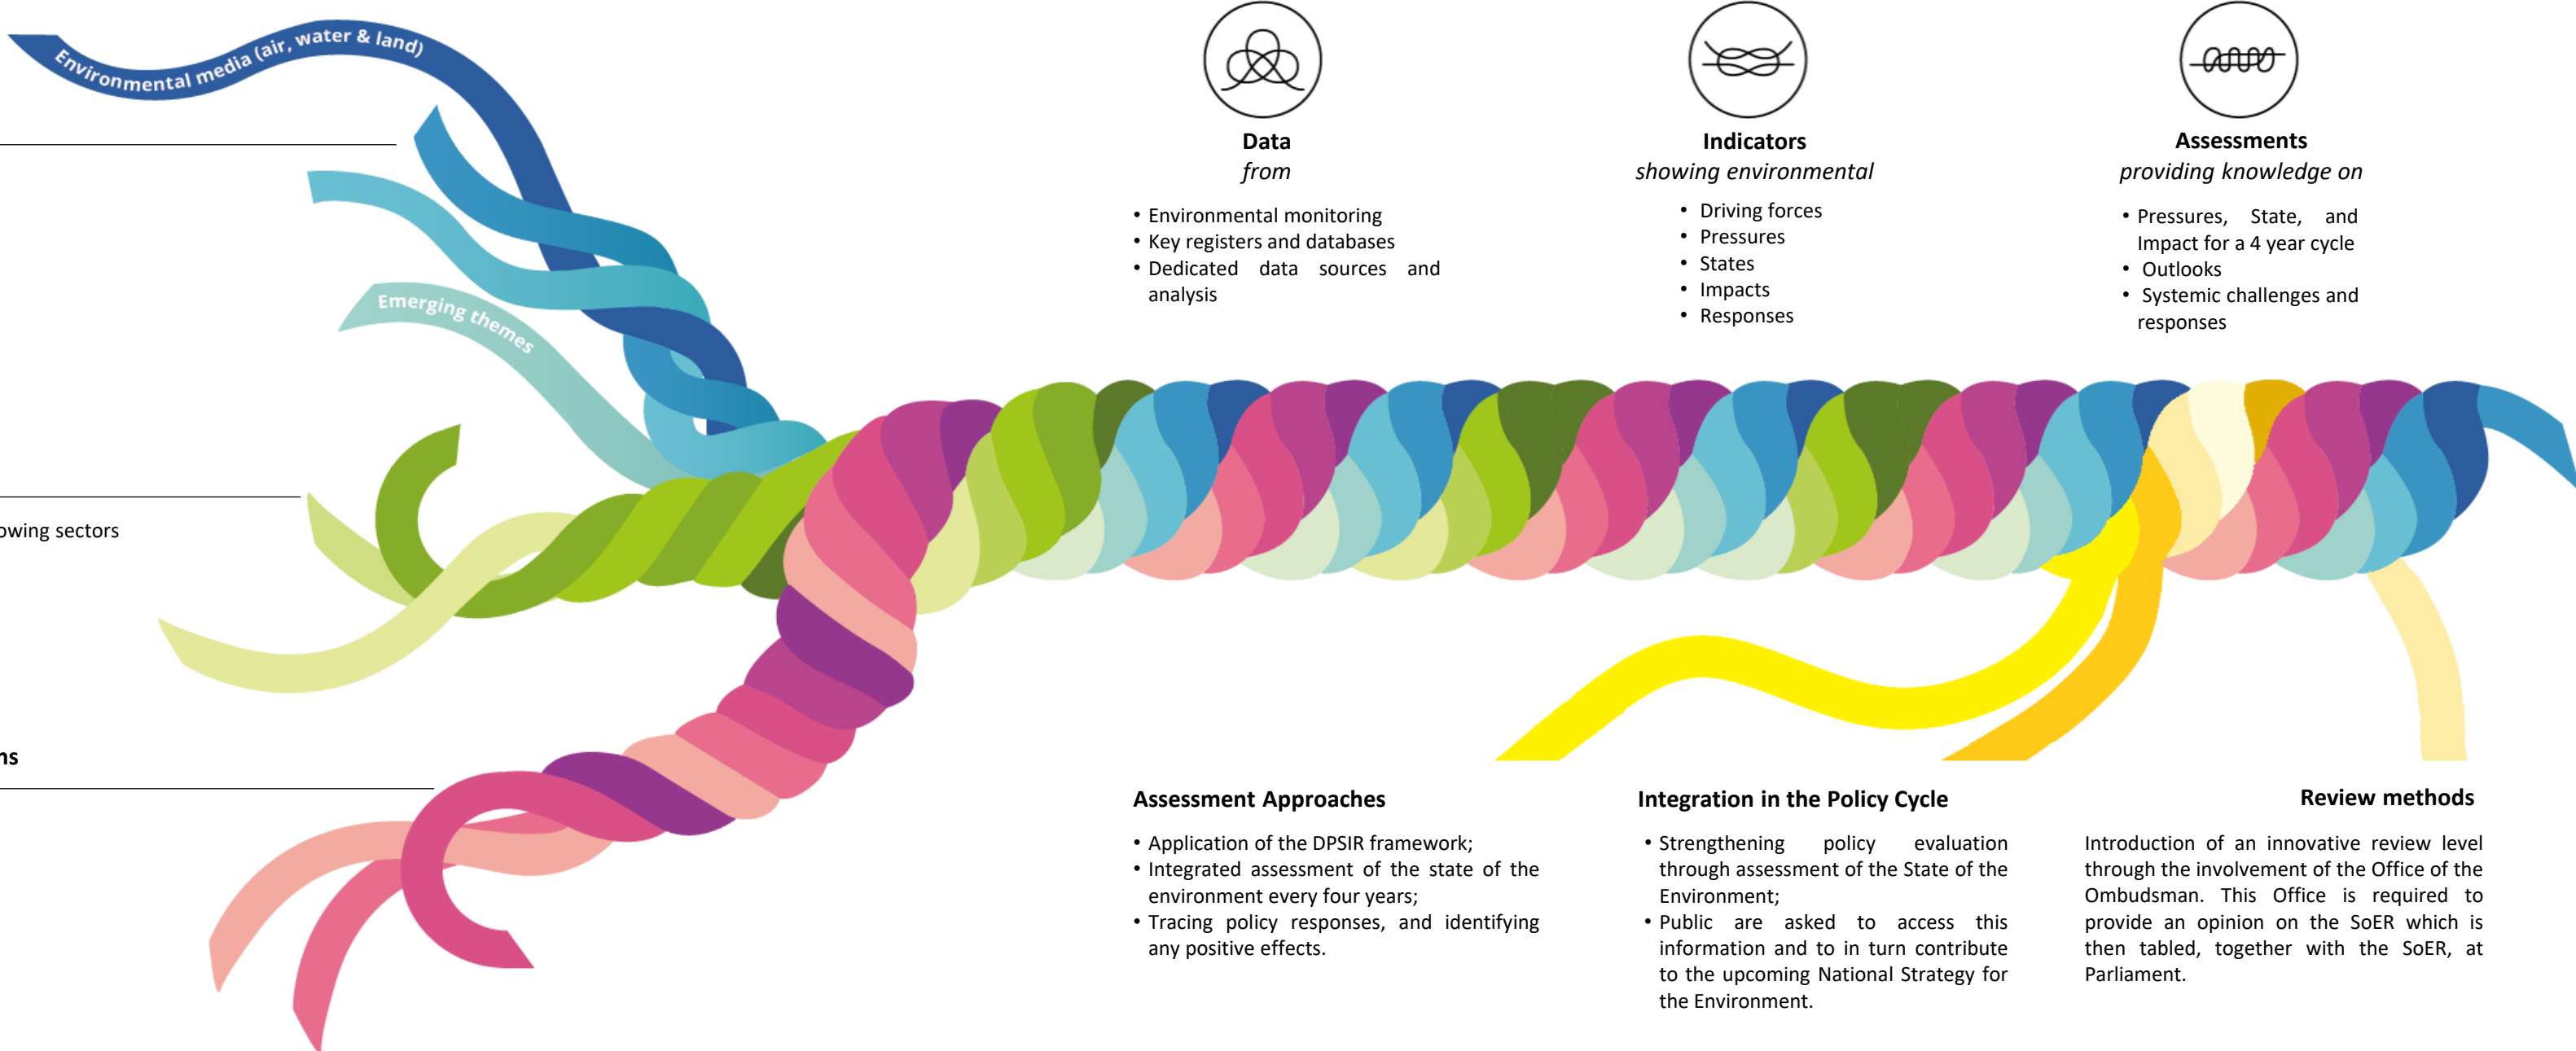 Environmental media (air, water & land)
Emerging themes
owing sectors
ns
Data
from
• Environmental monitoring
• Key registers and databases
• Dedicated data sources and
analysis
Indicators
showing environmental
• Driving forces
• Pressures
• States
• Impacts
• Responses
Assessments
providing knowledge on
• Pressures, State, and
Impact for a 4 year cycle
• Outlooks
• Systemic challenges and
responses
Assessment Approaches
• Application of the DPSIR framework;
• Integrated assessment of the state of the
environment every four years;
• Tracing policy responses, and identifying
any positive effects.
Integration in the Policy Cycle
• Strengthening policy evaluation
through assessment of the State of the
Environment;
• Public are asked to access this
information and to in turn contribute
to the upcoming National Strategy for
the Environment.
Review methods
Introduction of an innovative review level
through the involvement of the Office of the
Ombudsman. This Office is required to
provide an opinion on the SoER which is
then tabled, together with the SoER, at
Parliament.